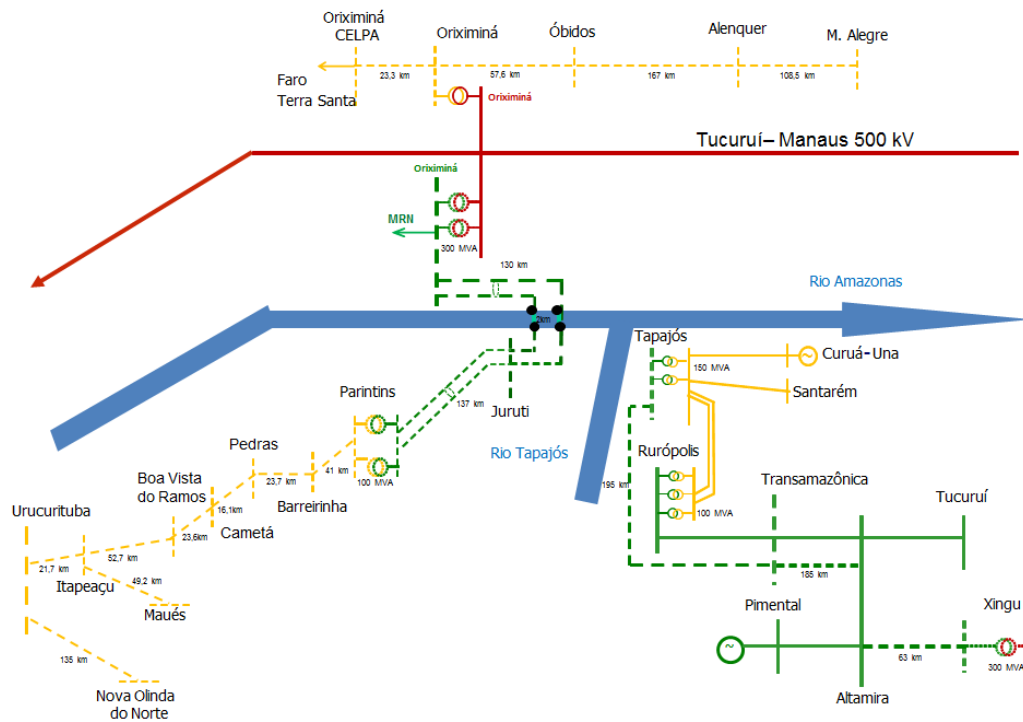 Oriximiná
CELPA
Oriximiná
Óbidos
Alenquer
M. Alegre
23,3 km
57,6 km
167 km
108,5 km
Faro
Terra Santa
Oriximiná
Tucuruí– Manaus 500 kV
Oriximiná
MRN
300 MVA
130 km
Rio Amazonas
2km
Tapajós
Curuá-Una
150 MVA
Santarém
Parintins
137 km
Juruti
Rio Tapajós
Pedras
41 km
100 MVA
Rurópolis
Boa Vista
do Ramos
23,7 km
Barreirinha
195 km
Transamazônica
Tucuruí
Urucurituba
16,1km
100 MVA
Cametá
23,6km
52,7 km
21,7 km
Itapeaçu
49,2 km
185 km
Maués
Pimental
Xingu
~
63 km
300 MVA
135 km
Nova Olinda
do Norte
Altamira
~